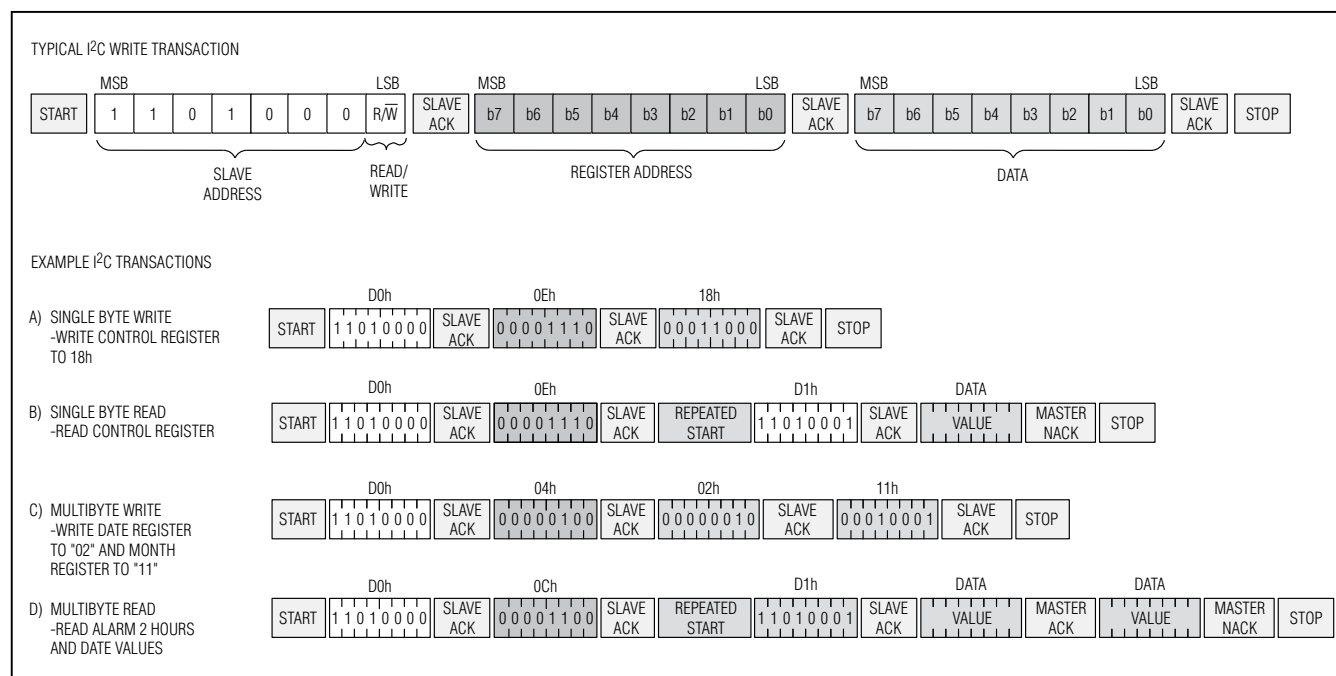 TYPICAL I²C WRITE TRANSACTION
MSB LSB MSB LSB MSB LSB
START 1 1 0 1 0 0 0 R/W̅ SLAVE ACK b7 b6 b5 b4 b3 b2 b1 b0 SLAVE ACK b7 b6 b5 b4 b3 b2 b1 b0 SLAVE ACK STOP
SLAVE ADDRESS READ/WRITE REGISTER ADDRESS DATA
EXAMPLE I²C TRANSACTIONS
D0h 0Eh 18h
A) SINGLE BYTE WRITE
-WRITE CONTROL REGISTER
TO 18h
START 11010000 SLAVE ACK 00001110 SLAVE ACK 00011000 SLAVE ACK STOP
D0h 0Eh D1h DATA
B) SINGLE BYTE READ
-READ CONTROL REGISTER
START 11010000 SLAVE ACK 00001110 SLAVE ACK REPEATED START 11010001 SLAVE ACK VALUE MASTER NACK STOP
D0h 04h 02h 11h
C) MULTIBYTE WRITE
-WRITE DATE REGISTER
TO "02" AND MONTH
REGISTER TO "11"
START 11010000 SLAVE ACK 00000100 SLAVE ACK 00000010 SLAVE ACK 00010001 SLAVE ACK STOP
D0h 0Ch D1h DATA DATA
D) MULTIBYTE READ
-READ ALARM 2 HOURS
AND DATE VALUES
START 11010000 SLAVE ACK 00001100 SLAVE ACK REPEATED START 11010001 SLAVE ACK VALUE MASTER ACK VALUE MASTER NACK STOP